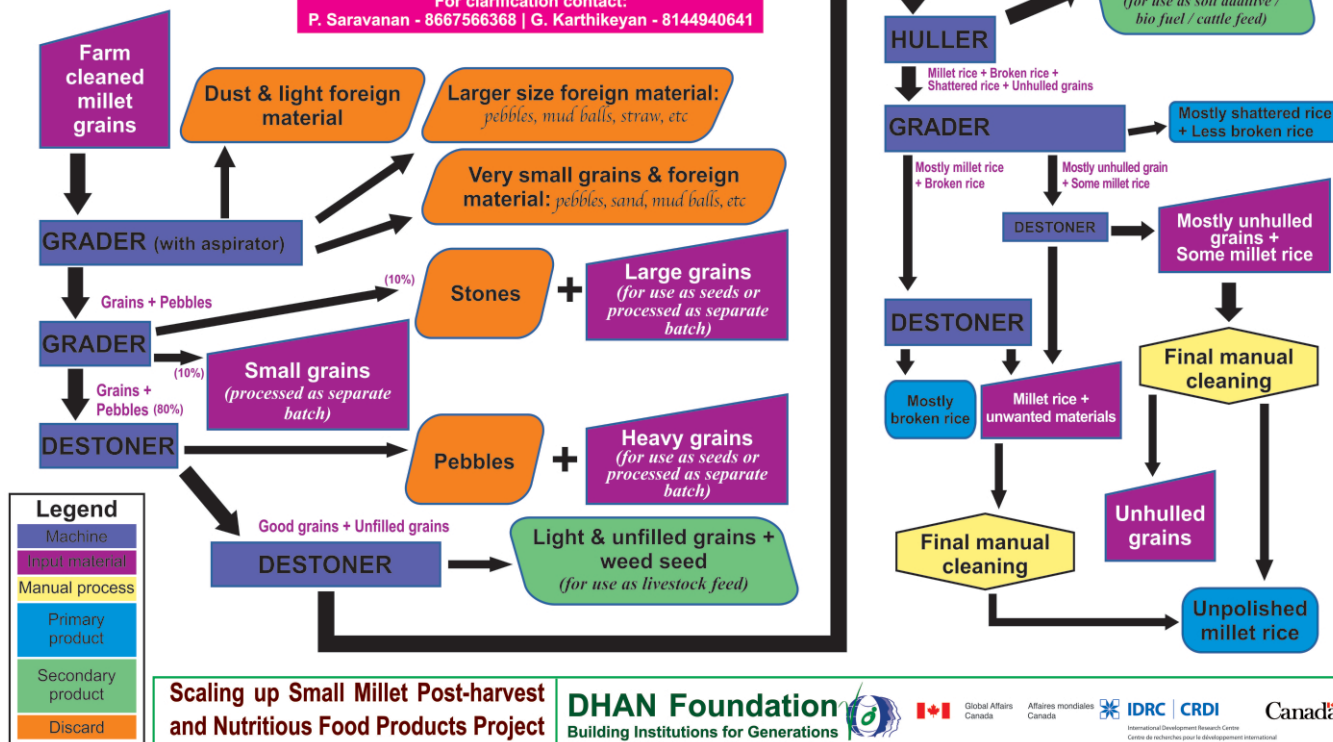 For clarification contact:
P. Saravanan - 8667566368 | G. Karthikeyan - 8144940641
Farm
cleaned
millet
grains
Dust & light foreign
material
Larger size foreign material:
pebbles, mud balls, straw, etc
Very small grains & foreign
material: pebbles, sand, mud balls, etc
GRADER (with aspirator)
Grains + Pebbles
(10%)
Stones
+
Large grains
(for use as seeds or
processed as separate
batch)
GRADER
(10%)
Small grains
(processed as separate
batch)
Grains +
Pebbles (80%)
DESTONER
Pebbles
+
Heavy grains
(for use as seeds or
processed as separate
batch)
Good grains + Unfilled grains
DESTONER
Light & unfilled grains +
weed seed
(for use as livestock feed)
(for use as soil additive /
bio fuel / cattle feed)
HULLER
Millet rice + Broken rice +
Shattered rice + Unhulled grains
GRADER
Mostly shattered rice
+ Less broken rice
Mostly millet rice
+ Broken rice
Mostly unhulled grain
+ Some millet rice
DESTONER
Mostly unhulled
grains +
Some millet rice
DESTONER
Final manual
cleaning
Mostly
broken rice
Millet rice +
unwanted materials
Unhulled
grains
Final manual
cleaning
Unpolished
millet rice
Legend
Machine
Input material
Manual process
Primary
product
Secondary
product
Discard
Scaling up Small Millet Post-harvest
and Nutritious Food Products Project
DHAN Foundation
Building Institutions for Generations
Global Affairs
Canada
Affaires mondiales
Canada
IDRC | CRDI
International Development Research Centre
Centre de recherches pour le développement international
Canada